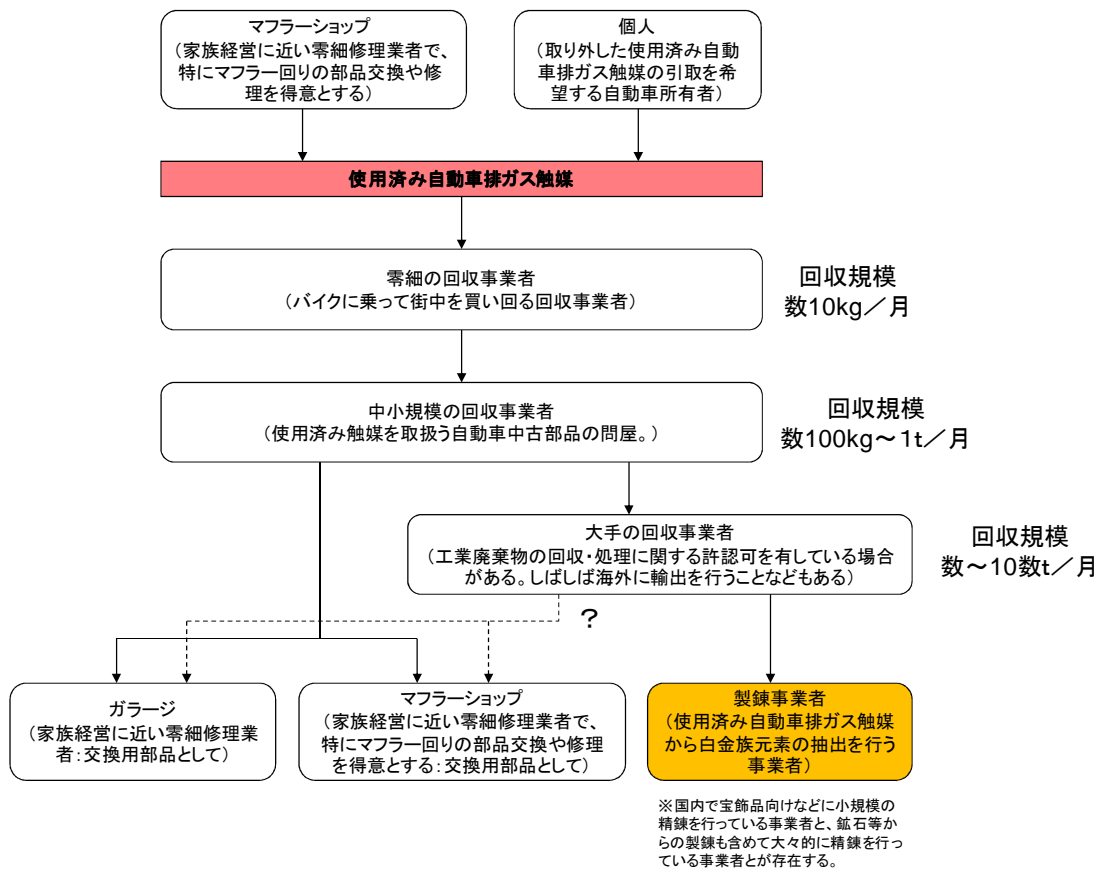 マフラーショップ
(家族経営に近い零細修理業者で、
特にマフラー回りの部品交換や修
理を得意とする)
個人
(取り外した使用済み自動
車排ガス触媒の引取を希
望する自動車所有者)
使用済み自動車排ガス触媒
零細の回収事業者
(バイクに乗って街中を買い回る回収事業者)
回収規模
数10kg/月
中小規模の回収事業者
(使用済み触媒を取扱う自動車中古部品の問屋。)
回収規模
数100kg~1t/月
大手の回収事業者
(工業廃棄物の回収・処理に関する許認可を有している場合
がある。しばしば海外に輸出を行うことなどもある)
回収規模
数~10数t/月
?
ガラージ
(家族経営に近い零細修理業
者:交換用部品として)
マフラーショップ
(家族経営に近い零細修理業者で、
特にマフラー回りの部品交換や修理
を得意とする:交換用部品として)
製錬事業者
(使用済み自動車排ガス触媒
から白金族元素の抽出を行う
事業者)
※国内で宝飾品向けなどに小規模の
精錬を行っている事業者と、鉱石等か
らの製錬も含めて大々的に精錬を行っ
ている事業者とが存在する。